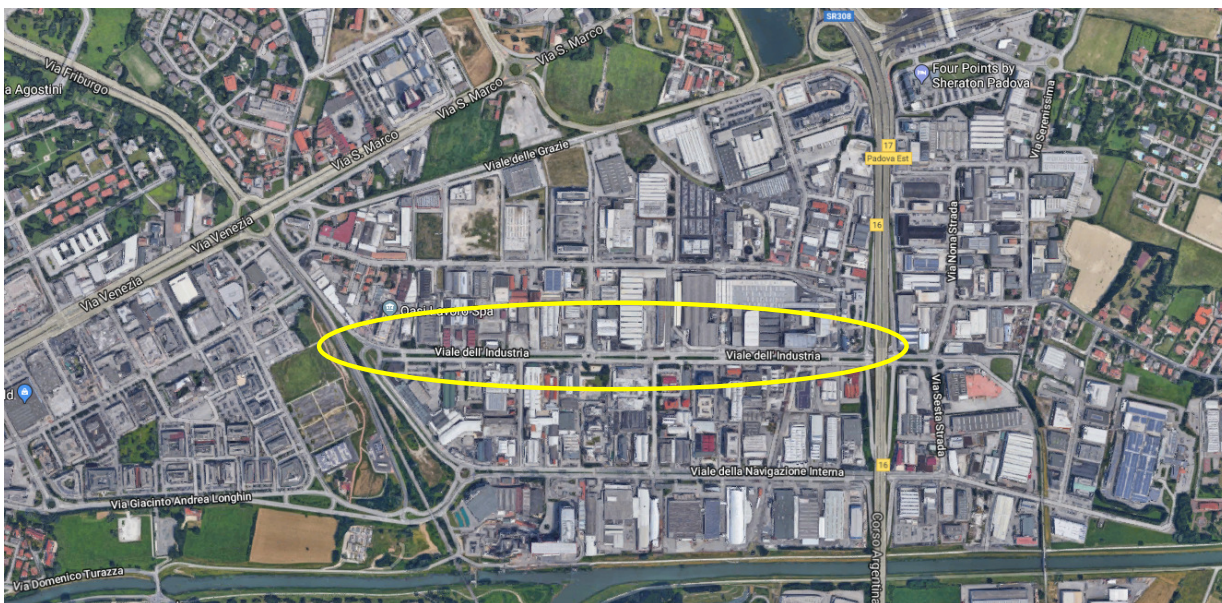 SR308
Via S. Marco
Via Friburgo
a Agostini
Four Points by
Sheraton Padova
Via S. Marco
Via S. Marco
Viale delle Grazie
Via Serenissima
17
Padova Est
Via Venezia
16
Via Nona Strada
Via Venezia
Oasi Lavoro Spa
Viale dell'Industria
Viale dell'Industria
ld
Via Sesta Strada
16
Viale della Navigazione Interna
Via Giacinto Andrea Longhin
Corso Argentina
Via Domenico Turazza